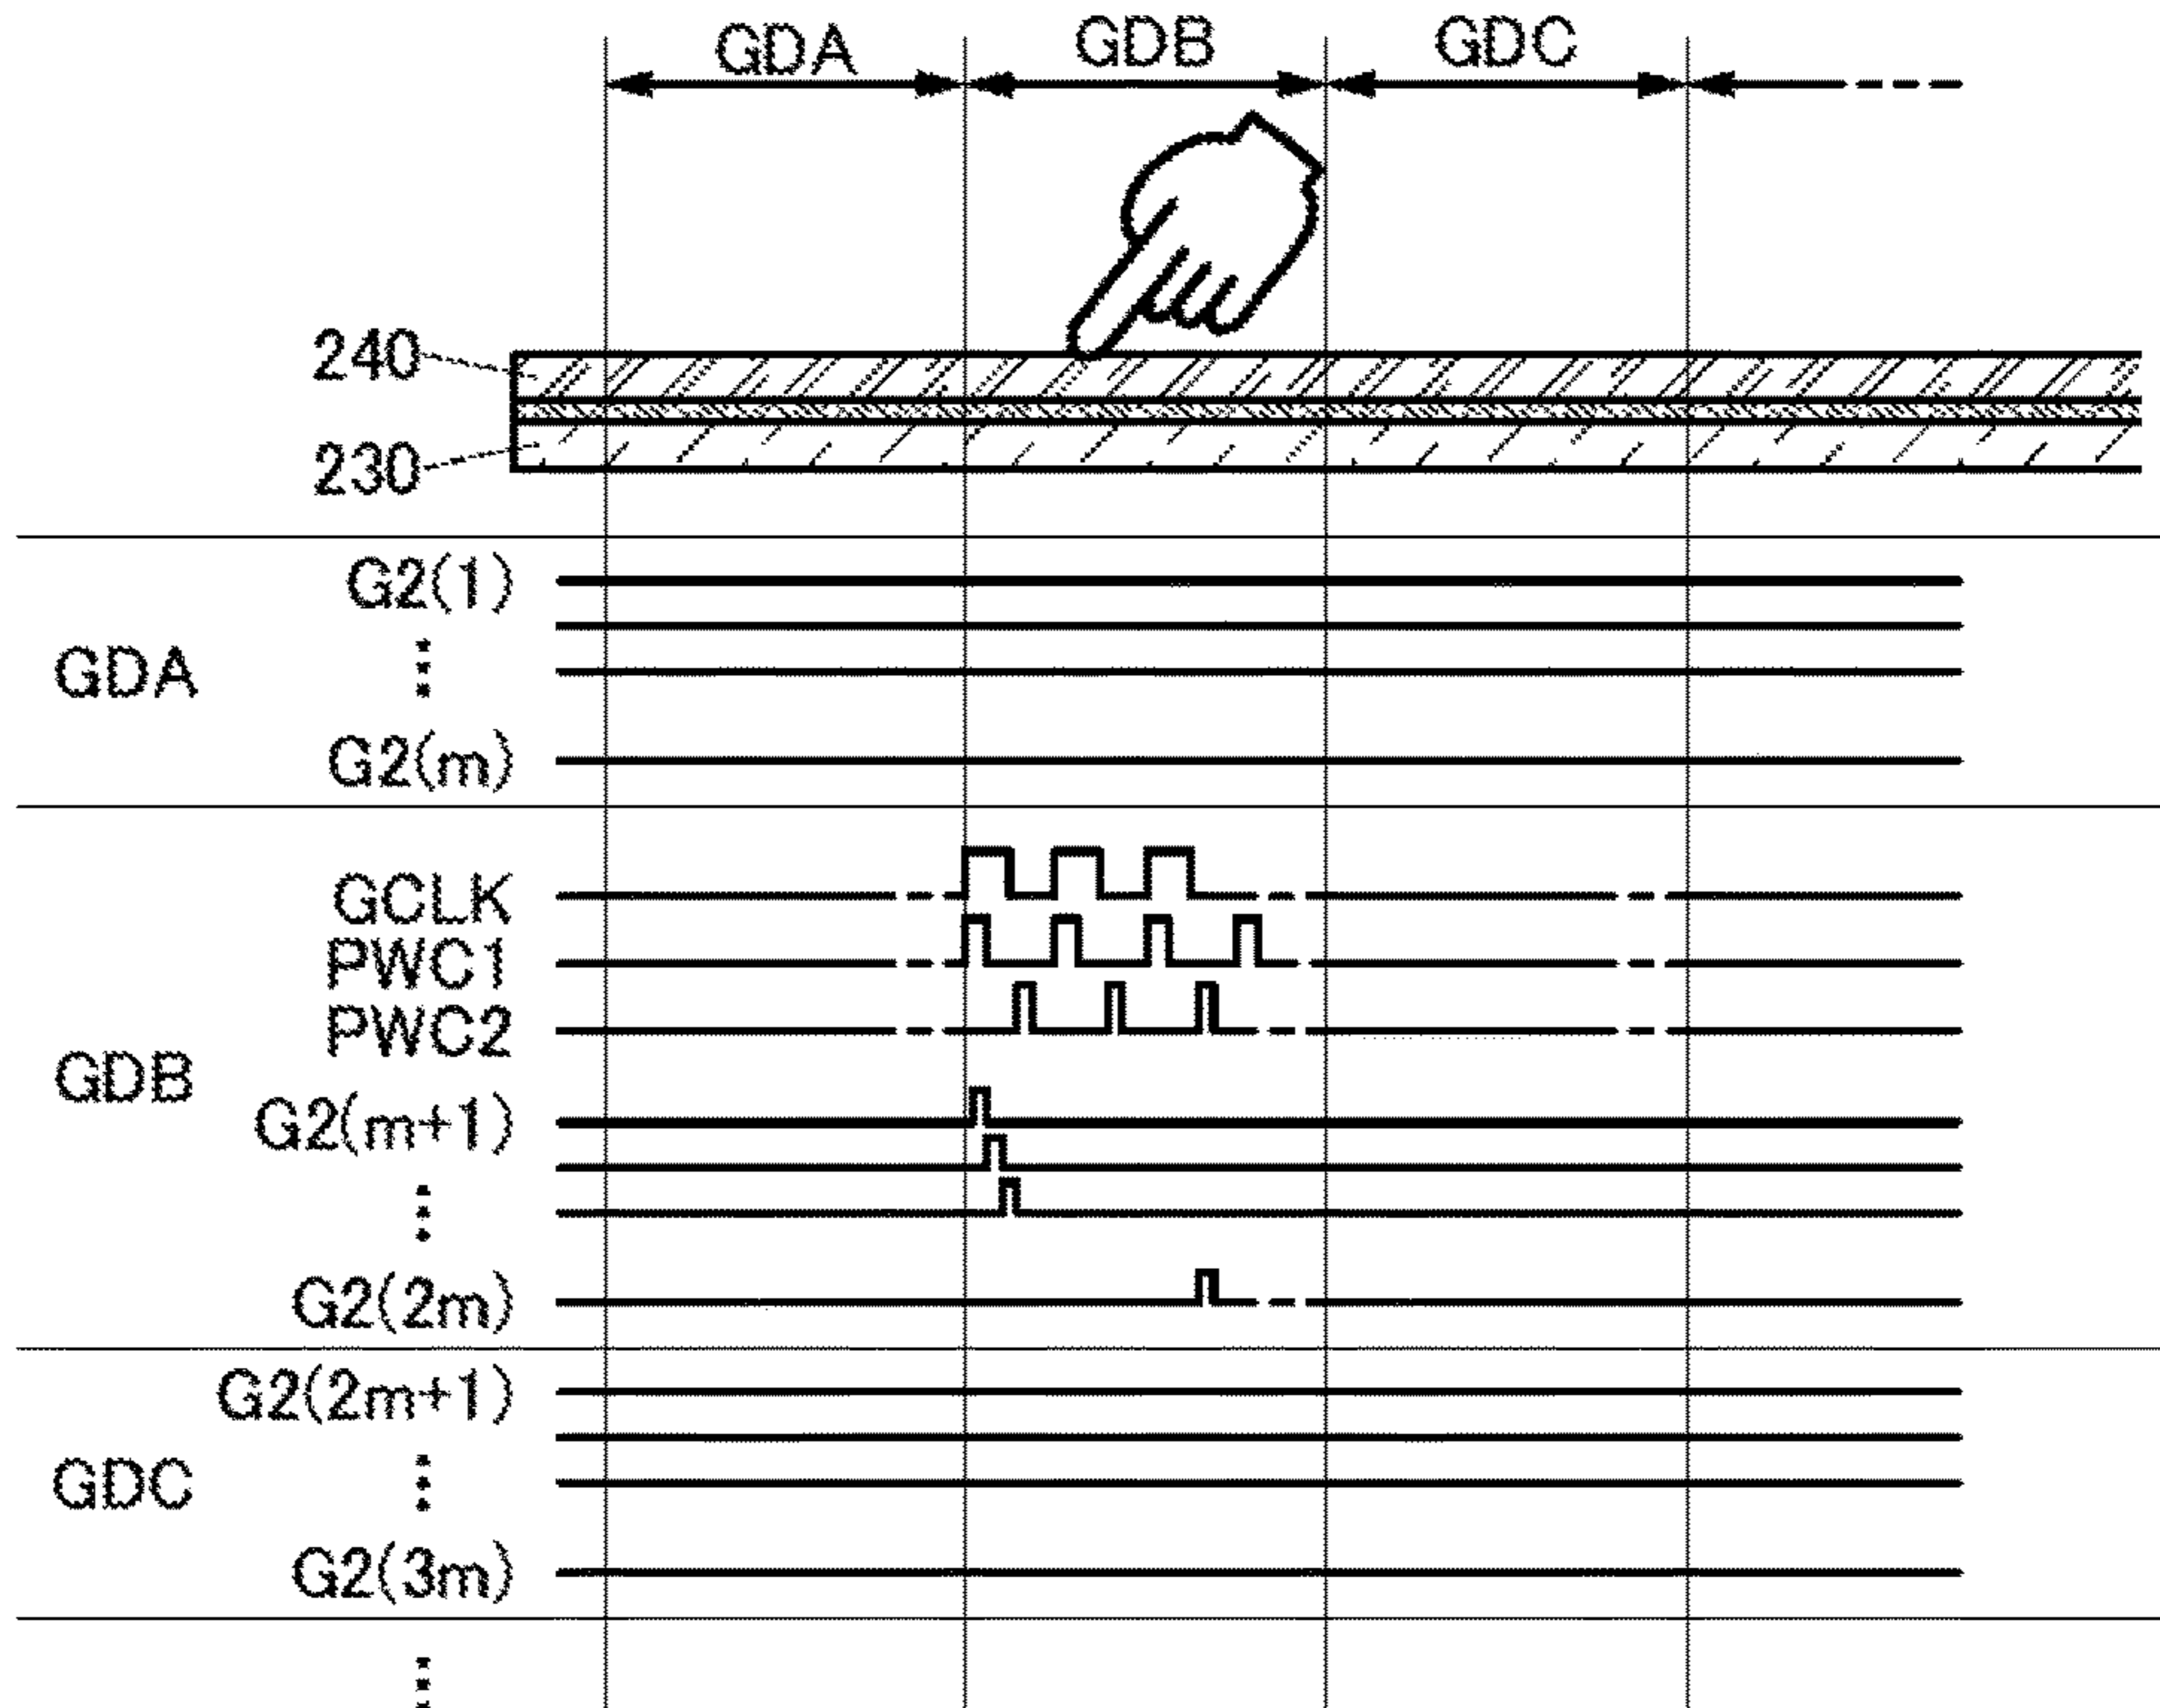 GDA GDB GDC
240
230
G2(1)
GDA
G2(m)
GCLK
PWC1
PWC2
GDB
G2(m+1)
G2(2m)
G2(2m+1)
GDC
G2(3m)